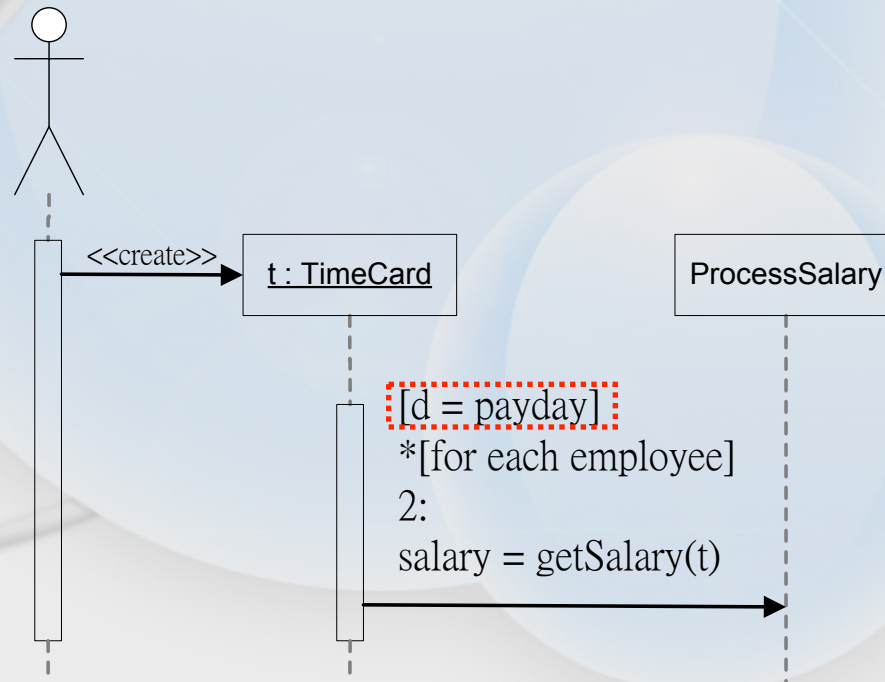 <<create>>
t : TimeCard
ProcessSalary
[d = payday]
*[for each employee]
2:
salary = getSalary(t)